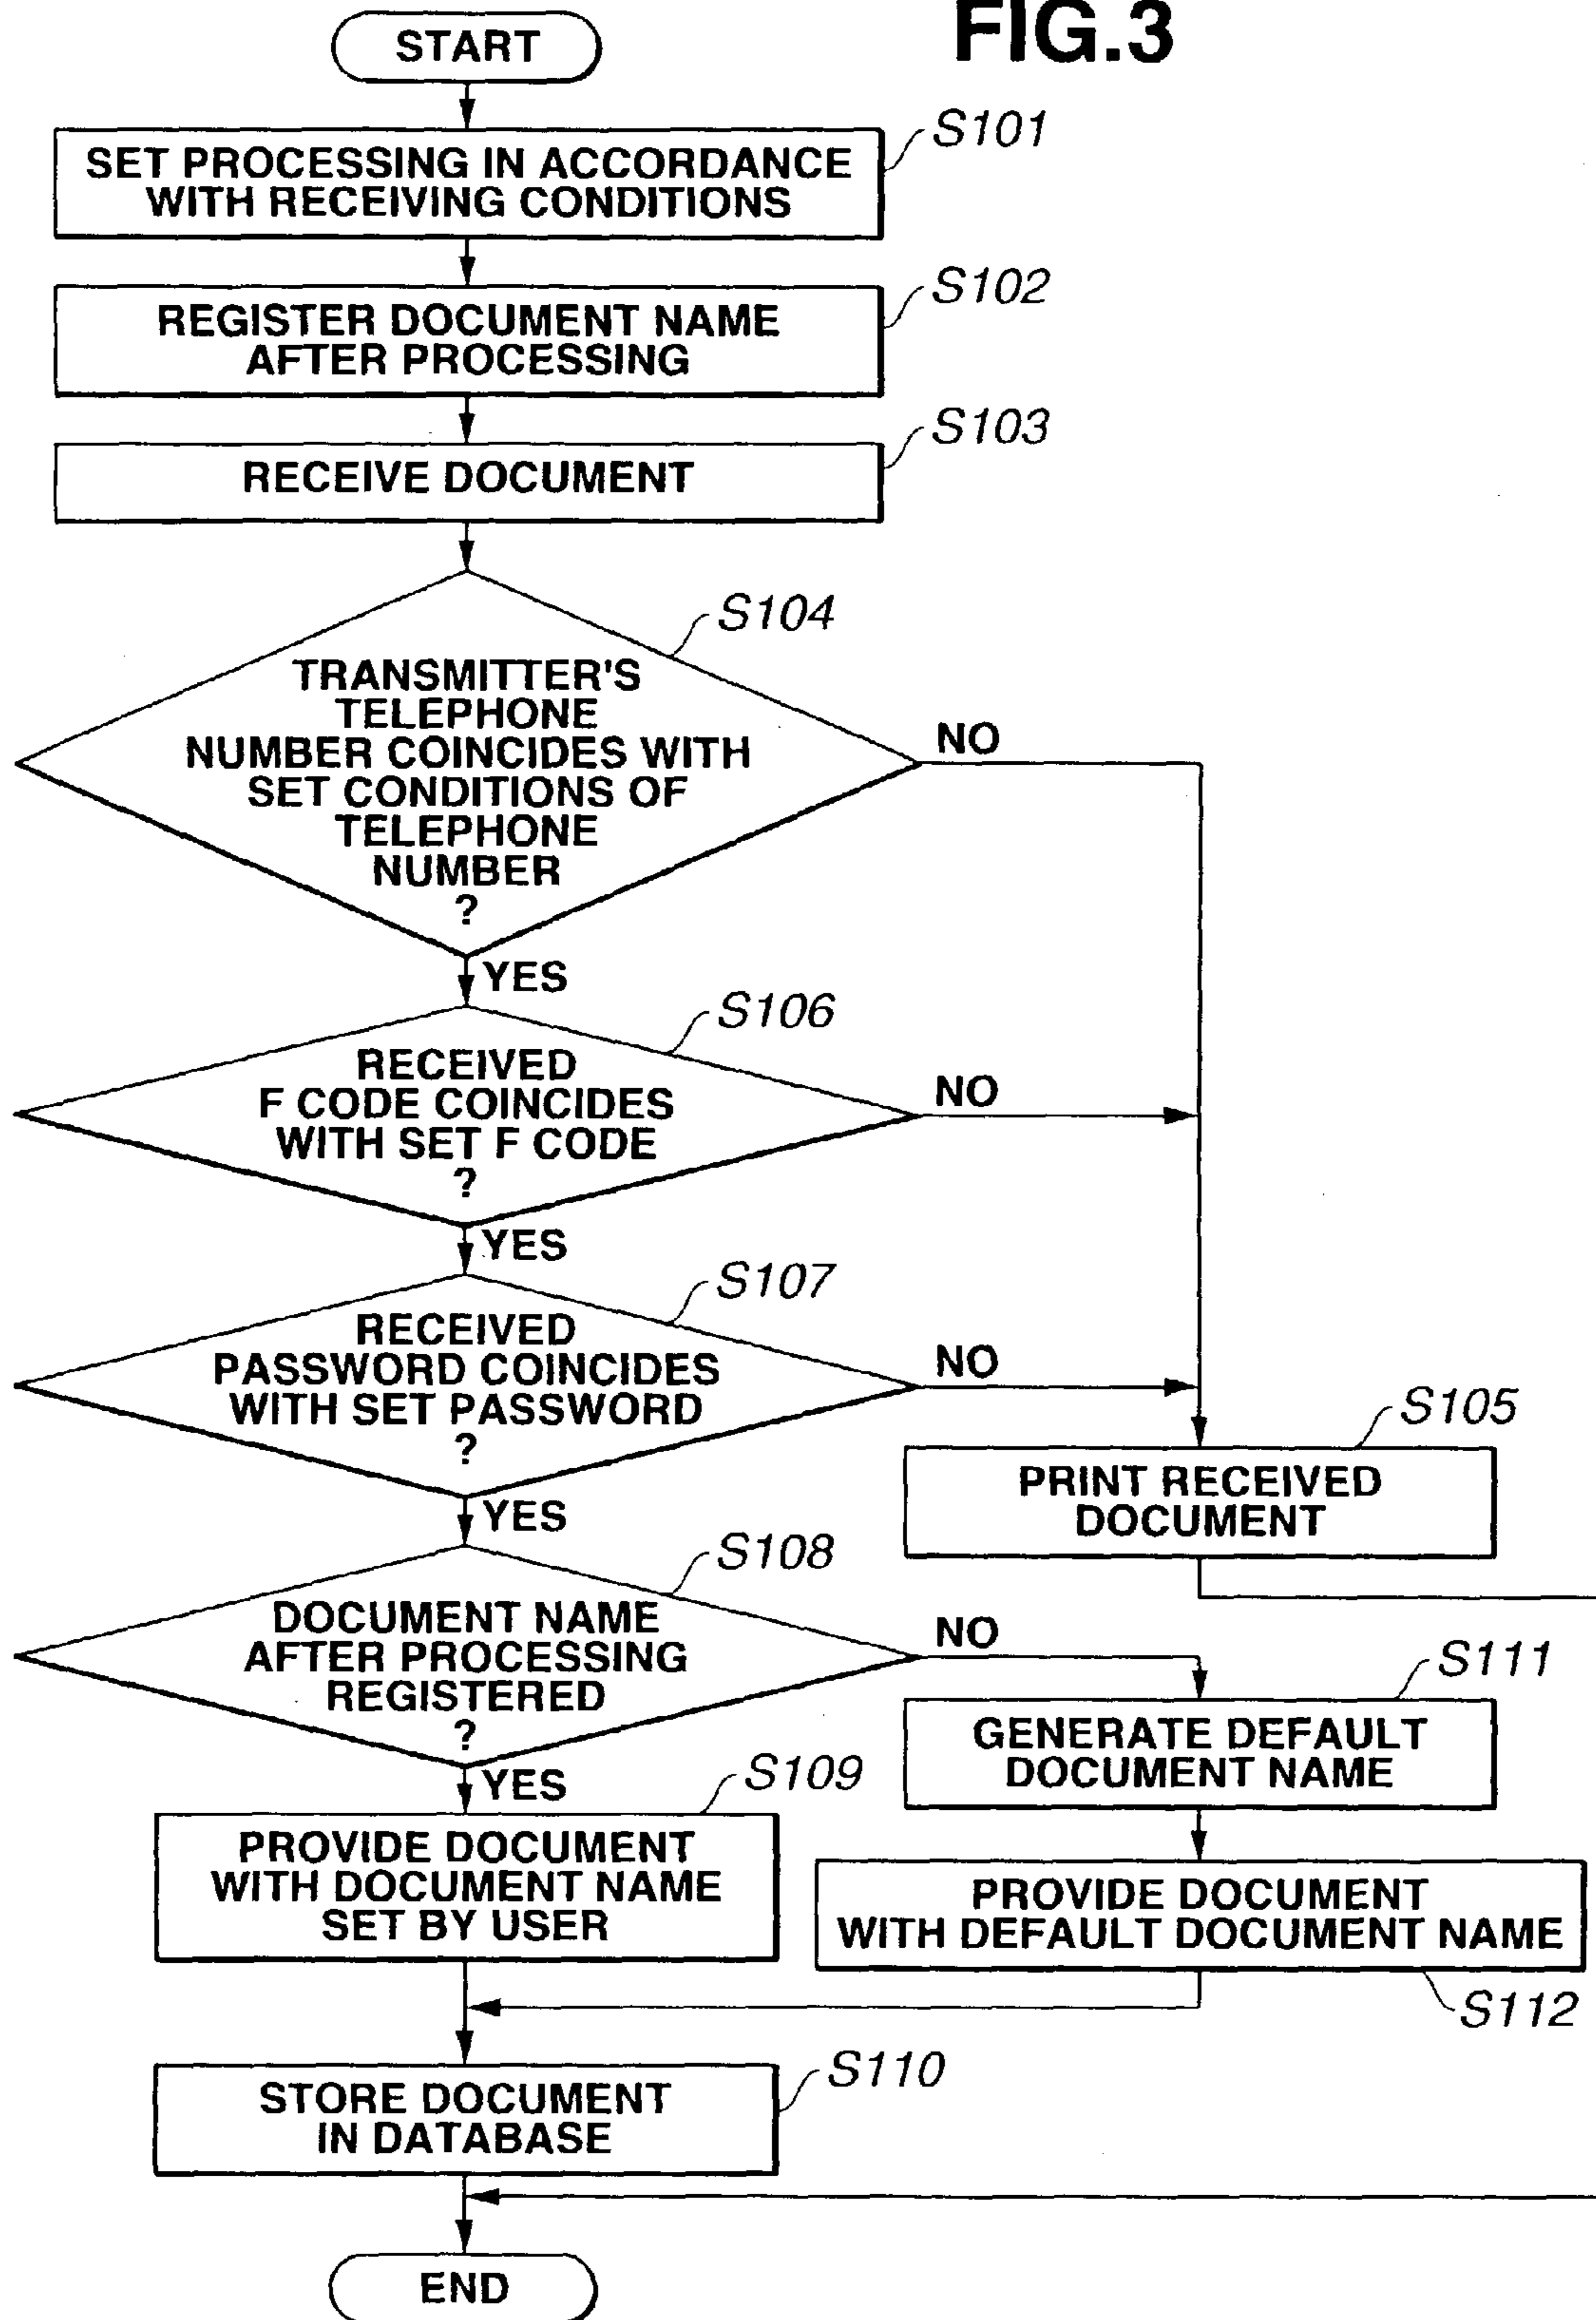 FIG.3
START
S101
SET PROCESSING IN ACCORDANCE
WITH RECEIVING CONDITIONS
S102
REGISTER DOCUMENT NAME
AFTER PROCESSING
S103
RECEIVE DOCUMENT
S104
TRANSMITTER'S
TELEPHONE
NUMBER COINCIDES WITH
SET CONDITIONS OF
TELEPHONE
NUMBER
?
NO
YES
S106
RECEIVED
F CODE COINCIDES
WITH SET F CODE
?
NO
YES
S107
RECEIVED
PASSWORD COINCIDES
WITH SET PASSWORD
?
NO
YES
S105
PRINT RECEIVED
DOCUMENT
S108
DOCUMENT NAME
AFTER PROCESSING
REGISTERED
?
NO
YES
S111
GENERATE DEFAULT
DOCUMENT NAME
S109
PROVIDE DOCUMENT
WITH DOCUMENT NAME
SET BY USER
PROVIDE DOCUMENT
WITH DEFAULT DOCUMENT NAME
S112
S110
STORE DOCUMENT
IN DATABASE
END